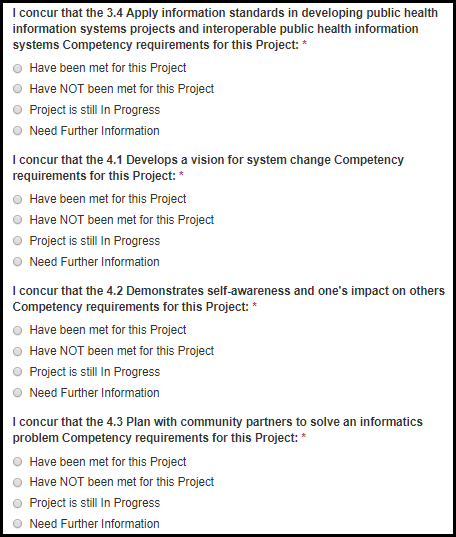 I concur that the 3.4 Apply information standards in developing public health
information systems projects and interoperable public health information
systems Competency requirements for this Project: *
Have been met for this Project
Have NOT been met for this Project
Project is still In Progress
Need Further Information
I concur that the 4.1 Develops a vision for system change Competency
requirements for this Project: *
Have been met for this Project
Have NOT been met for this Project
Project is still In Progress
Need Further Information
I concur that the 4.2 Demonstrates self-awareness and one's impact on others
Competency requirements for this Project: *
Have been met for this Project
Have NOT been met for this Project
Project is still In Progress
Need Further Information
I concur that the 4.3 Plan with community partners to solve an informatics
problem Competency requirements for this Project: *
Have been met for this Project
Have NOT been met for this Project
Project is still In Progress
Need Further Information